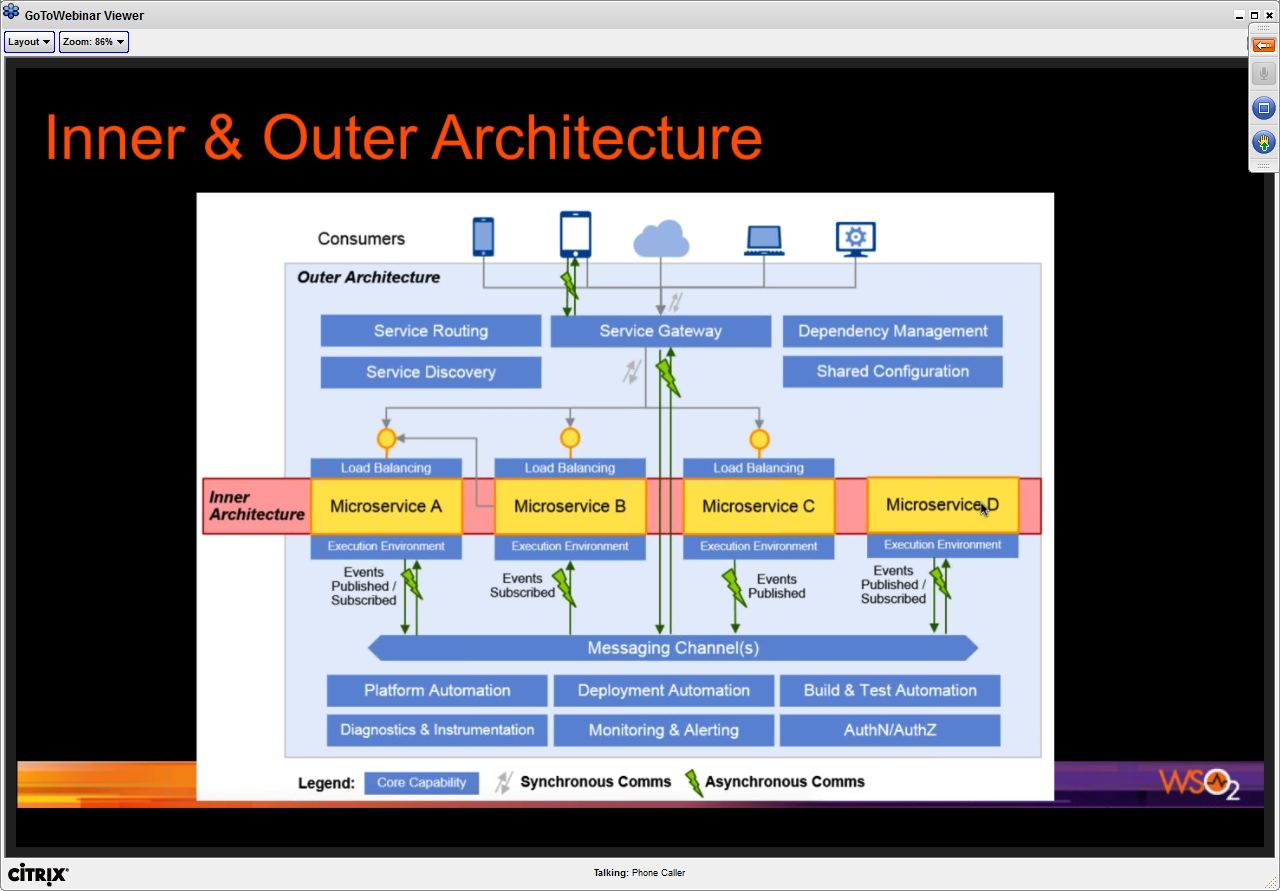 GoToWebinar Viewer
Layout
Zoom: 86%
Inner & Outer Architecture
Consumers
Outer Architecture
Service Routing
Service Gateway
Dependency Management
Service Discovery
Shared Configuration
Load Balancing
Load Balancing
Load Balancing
Inner
Architecture
Microservice A
Microservice B
Microservice C
Microservice D
Execution Environment
Execution Environment
Execution Environment
Execution Environment
Events
Published /
Subscribed
Events
Subscribed
Events
Published
Events
Published /
Subscribed
Messaging Channel(s)
Platform Automation
Deployment Automation
Build & Test Automation
Diagnostics & Instrumentation
Monitoring & Alerting
AuthN/AuthZ
Legend:
Core Capability
Synchronous Comms
Asynchronous Comms
WSO2
CİTRIX®
Talking: Phone Caller